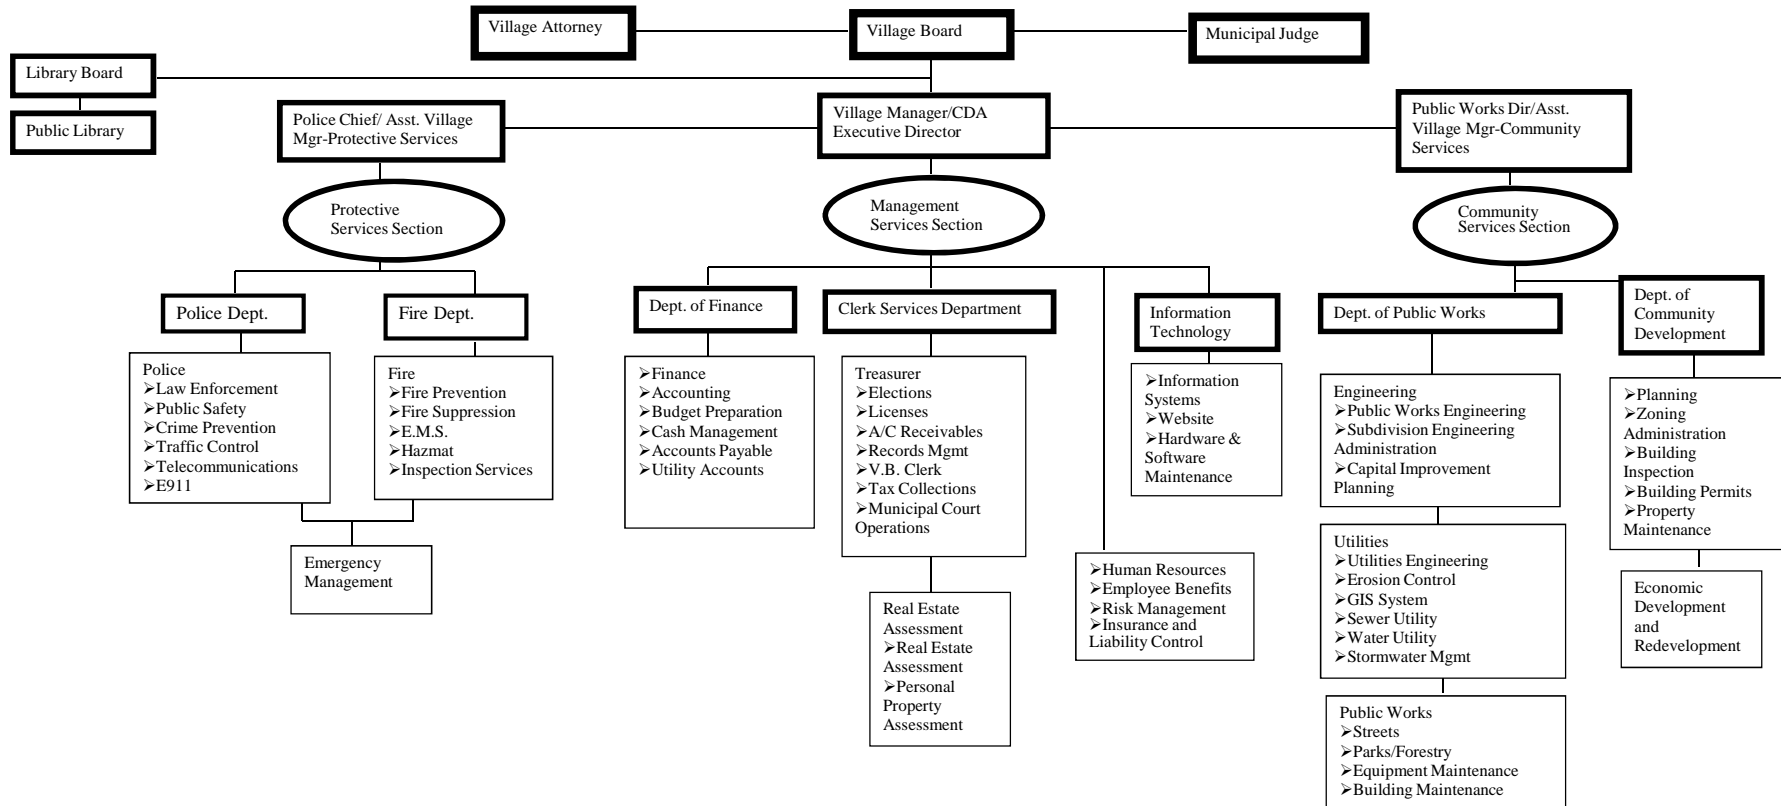 Village Attorney
Village Board
Municipal Judge
Library Board
Public Library
Police Chief/ Asst. Village
Mgr-Protective Services
Village Manager/CDA
Executive Director
Public Works Dir/Asst.
Village Mgr-Community
Services
Protective
Services Section
Management
Services Section
Community
Services Section
Police Dept.
Fire Dept.
Dept. of Finance
Clerk Services Department
Information
Technology
Dept. of Public Works
Dept. of
Community
Development
Police
➢Law Enforcement
➢Public Safety
➢Crime Prevention
➢Traffic Control
➢Telecommunications
➢E911
Fire
➢Fire Prevention
➢Fire Suppression
➢E.M.S.
➢Hazmat
➢Inspection Services
Emergency
Management
➢Finance
➢Accounting
➢Budget Preparation
➢Cash Management
➢Accounts Payable
➢Utility Accounts
Treasurer
➢Elections
➢Licenses
➢A/C Receivables
➢Records Mgmt
➢V.B. Clerk
➢Tax Collections
➢Municipal Court
Operations
Real Estate
Assessment
➢Real Estate
Assessment
➢Personal
Property
Assessment
➢Human Resources
➢Employee Benefits
➢Risk Management
➢Insurance and
Liability Control
➢Information
Systems
➢Website
➢Hardware &
Software
Maintenance
Engineering
➢Public Works Engineering
➢Subdivision Engineering
Administration
➢Capital Improvement
Planning
Utilities
➢Utilities Engineering
➢Erosion Control
➢GIS System
➢Sewer Utility
➢Water Utility
➢Stormwater Mgmt
Public Works
➢Streets
➢Parks/Forestry
➢Equipment Maintenance
➢Building Maintenance
➢Planning
➢Zoning
Administration
➢Building
Inspection
➢Building Permits
➢Property
Maintenance
Economic
Development
and
Redevelopment